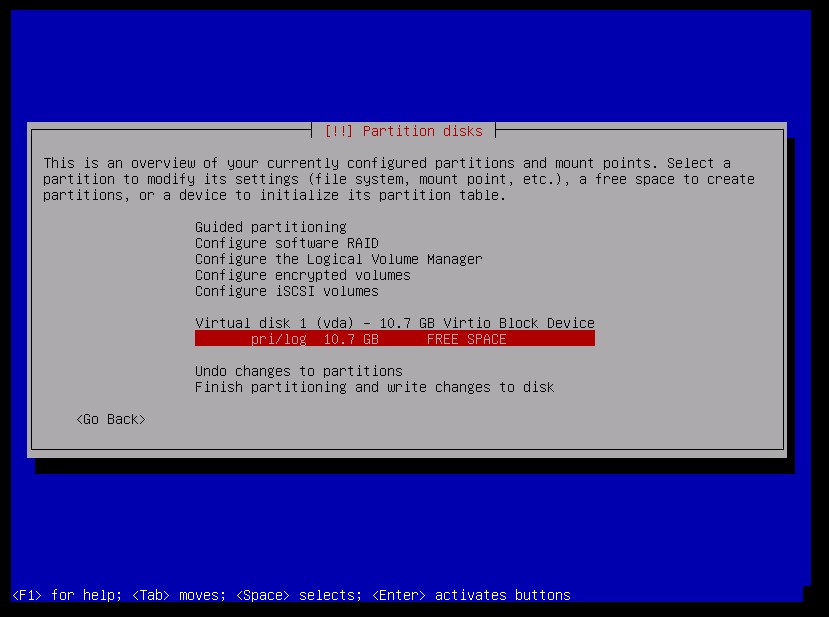 [!!] Partition disks
This is an overview of your currently configured partitions and mount points. Select a
partition to modify its settings (file system, mount point, etc.), a free space to create
partitions, or a device to initialize its partition table.
Guided partitioning
Configure software RAID
Configure the Logical Volume Manager
Configure encrypted volumes
Configure iSCSI volumes
Virtual disk 1 (vda) - 10.7 GB Virtio Block Device
pri/log 10.7 GB FREE SPACE
Undo changes to partitions
Finish partitioning and write changes to disk
<Go Back>
<F1> for help; <Tab> moves; <Space> selects; <Enter> activates buttons